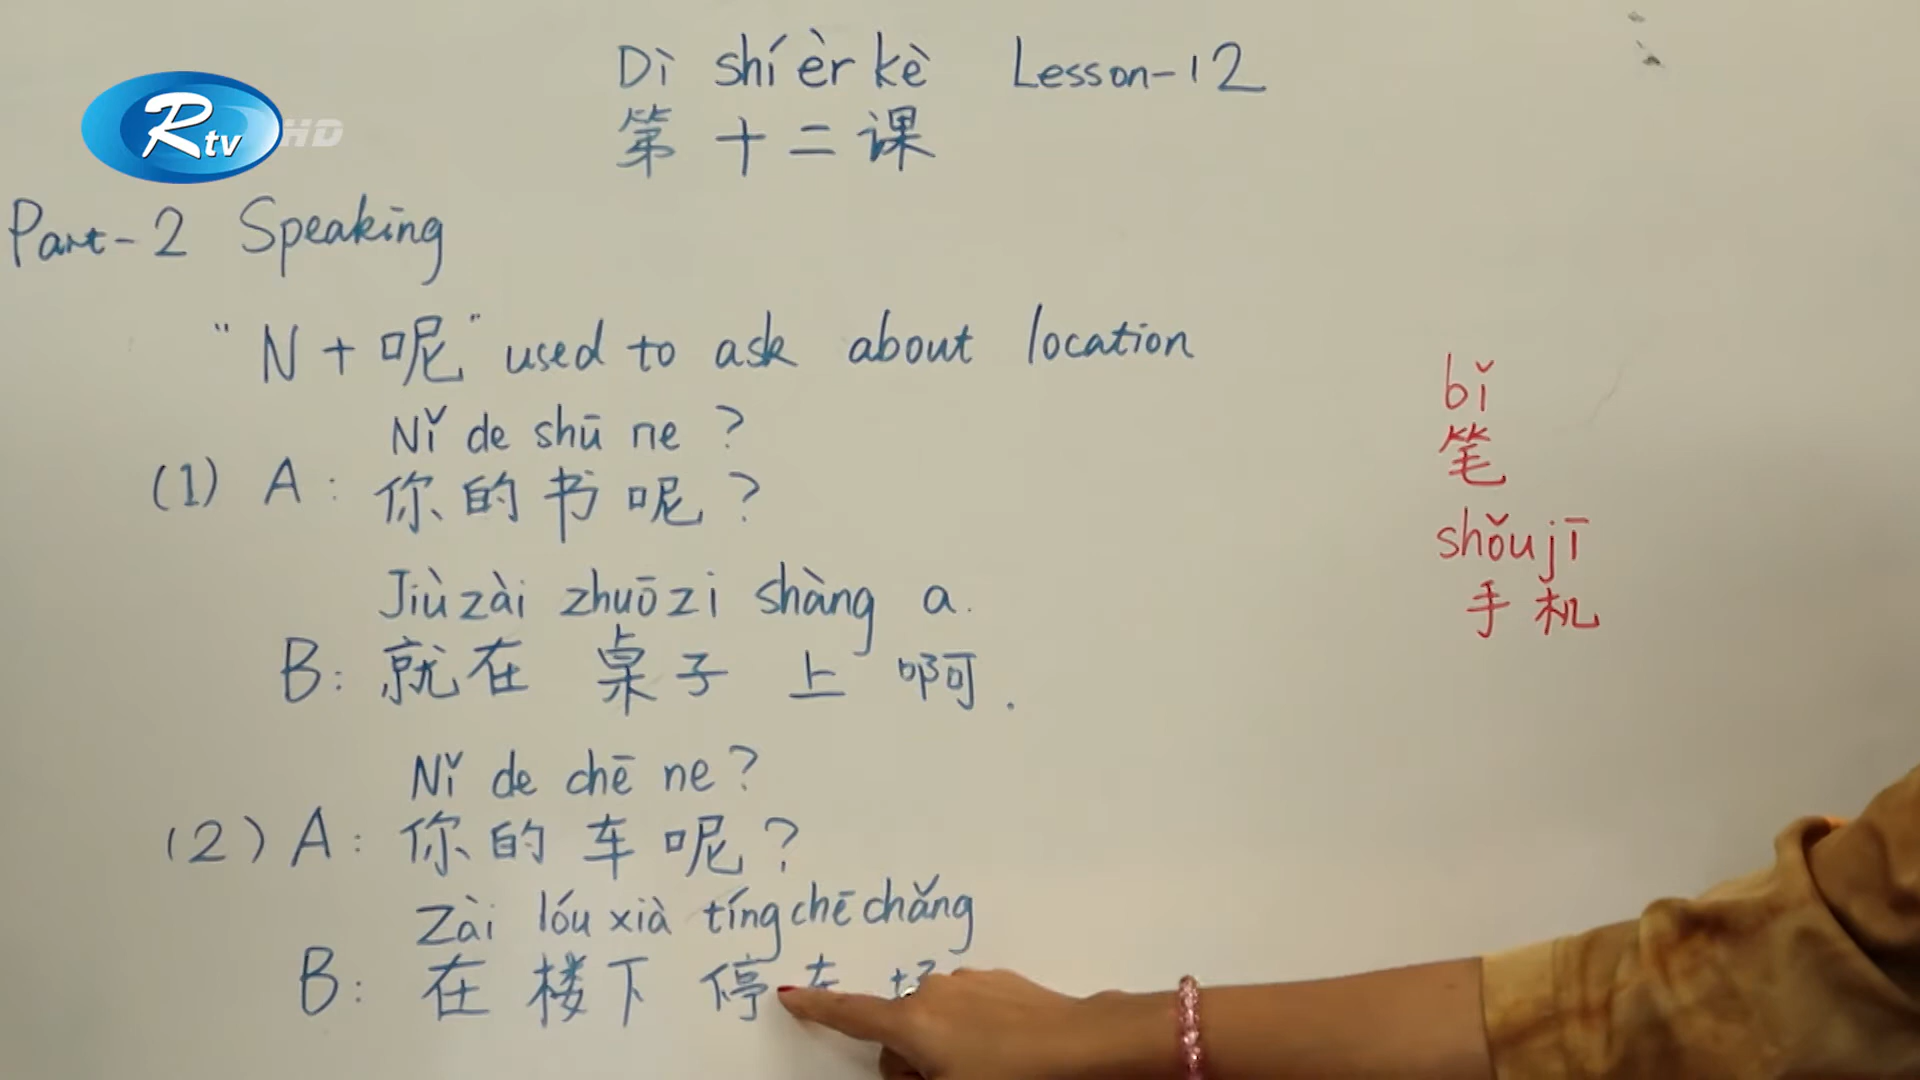 Rtv HD
Dì shí èr kè Lesson-12
第十二课
Part-2 Speaking
"N+呢" used to ask about location
Nǐ de shū ne ?
(1) A: 你的书呢?
Jiù zài zhuōzi shàng a.
B: 就在 桌子 上 啊.
Nǐ de chē ne?
(2) A: 你的车呢?
Zài lóu xià tíng chē chǎng
B: 在 楼下 停
bǐ
笔
shǒujī
手机